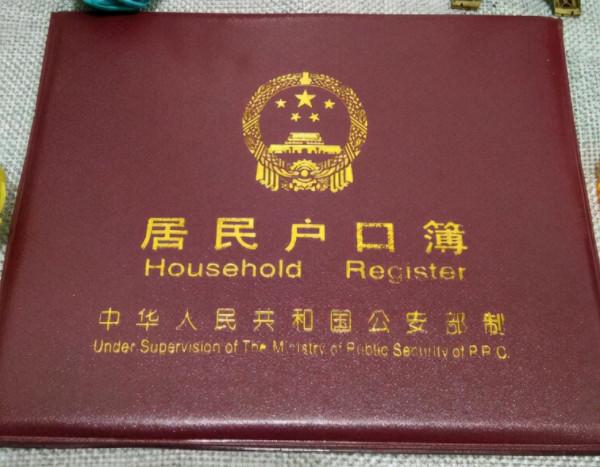 居民户口簿
Household Register
中华人民共和国公安部制
Under Supervision of The Ministry of Public Security of P.R.C.